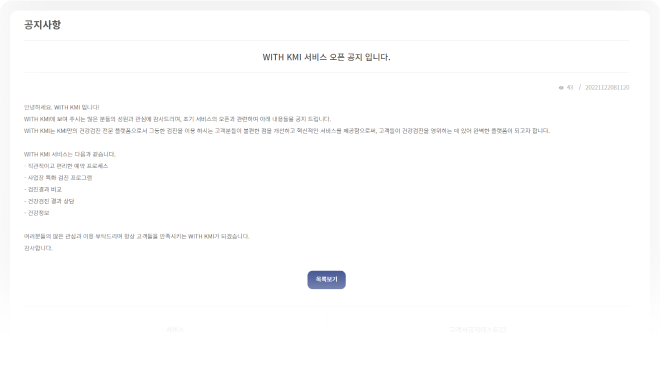 공지사항
WITH KMI 서비스 오픈 공지 입니다.
43 / 20221122081120
안녕하세요, WITH KMI 입니다!
WITH KMI에 보여 주시는 많은 분들의 성원과 관심에 감사드리며, 초기 서비스의 오픈과 관련하여 아래 내용들을 공지 드립니다.
WITH KMI는 KMI만의 건강검진 전문 플랫폼으로서 그동안 검진을 이용 하시는 고객분들이 불편한 점을 개선하고 혁신적인 서비스를 제공함으로써, 고객들이 건강검진을 영위하는 데 있어 완벽한 플랫폼이 되고자 합니다.
WITH KMI 서비스는 다음과 같습니다.
- 직관적이고 편리한 예약 프로세스
- 사업장 특화 검진 프로그램
- 검진결과 비교
- 건강검진 결과 상담
- 건강정보
여러분들의 많은 관심과 이용 부탁드리며 항상 고객들을 만족시키는 WITH KMI가 되겠습니다.
감사합니다.
목록보기